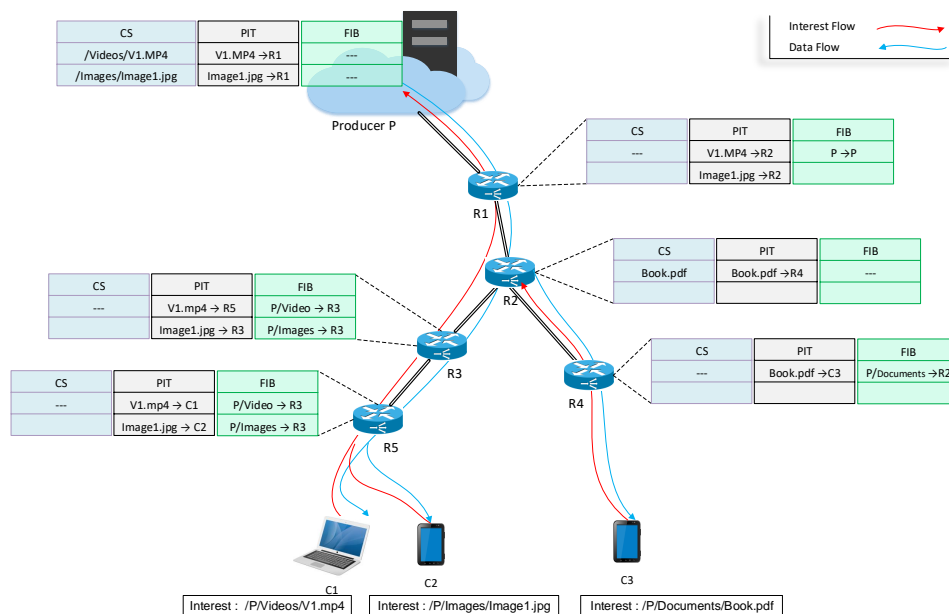 CS PIT FIB
/Videos/V1.MP4 V1.MP4 →R1 ---
/Images/Image1.jpg Image1.jpg →R1 ---
Interest Flow
Data Flow
Producer P
CS PIT FIB
--- V1.MP4 →R2 P →P
Image1.jpg →R2
R1
CS PIT FIB
Book.pdf Book.pdf →R4 ---
R2
CS PIT FIB
--- V1.mp4 → R5 P/Video → R3
Image1.jpg → R3 P/Images → R3
R3
CS PIT FIB
--- Book.pdf →C3 P/Documents →R2
R4
CS PIT FIB
--- V1.mp4 → C1 P/Video → R3
Image1.jpg → C2 P/Images → R3
R5
C1
C2
C3
Interest : /P/Videos/V1.mp4
Interest : /P/Images/Image1.jpg
Interest : /P/Documents/Book.pdf